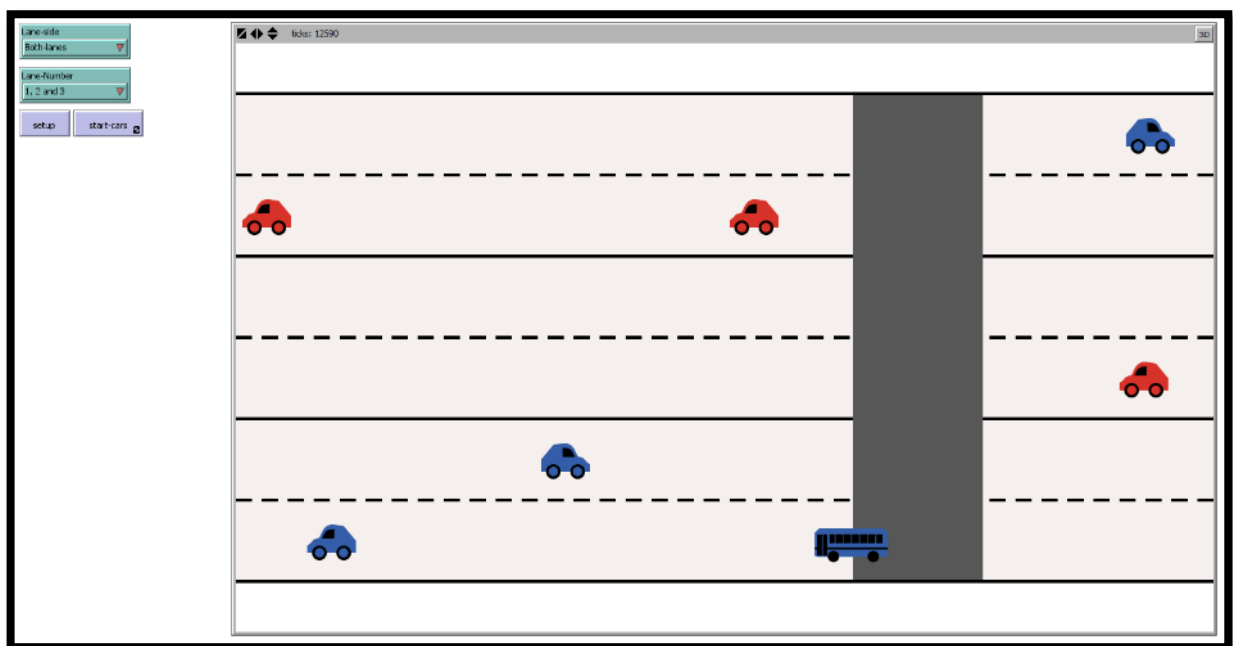 Lane-side
Both-lanes
Lane-Number
1, 2 and 3
setup
start-cars
ticks: 12590
3D